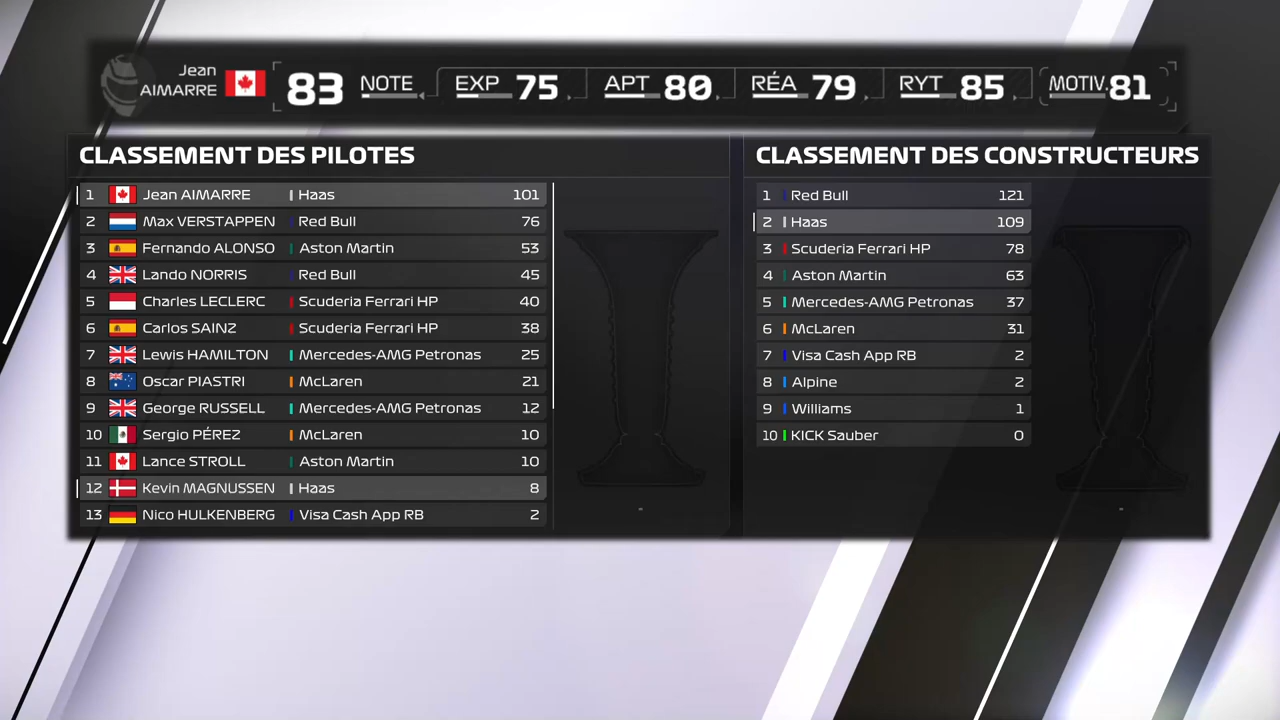 Jean
AIMARRE 83 NOTE EXP 75 APT 80 RÉA 79 RYT 85 MOTIV. 81
CLASSEMENT DES PILOTES
1 Jean AIMARRE Haas 101
2 Max VERSTAPPEN Red Bull 76
3 Fernando ALONSO Aston Martin 53
4 Lando NORRIS Red Bull 45
5 Charles LECLERC Scuderia Ferrari HP 40
6 Carlos SAINZ Scuderia Ferrari HP 38
7 Lewis HAMILTON Mercedes-AMG Petronas 25
8 Oscar PIASTRI McLaren 21
9 George RUSSELL Mercedes-AMG Petronas 12
10 Sergio PÉREZ McLaren 10
11 Lance STROLL Aston Martin 10
12 Kevin MAGNUSSEN Haas 8
13 Nico HULKENBERG Visa Cash App RB 2
CLASSEMENT DES CONSTRUCTEURS
1 Red Bull 121
2 Haas 109
3 Scuderia Ferrari HP 78
4 Aston Martin 63
5 Mercedes-AMG Petronas 37
6 McLaren 31
7 Visa Cash App RB 2
8 Alpine 2
9 Williams 1
10 KICK Sauber 0